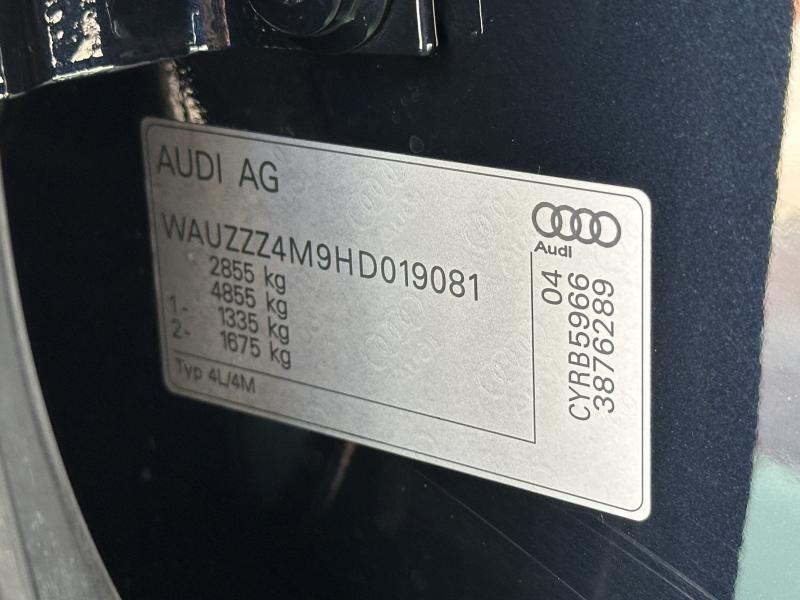 AUDI AG
WAUZZZ4M9HD019081
2855 kg
4855 kg
1- 1335 kg
2- 1675 kg
Typ 4L/4M
Audi
04
CYRB5966
3876289